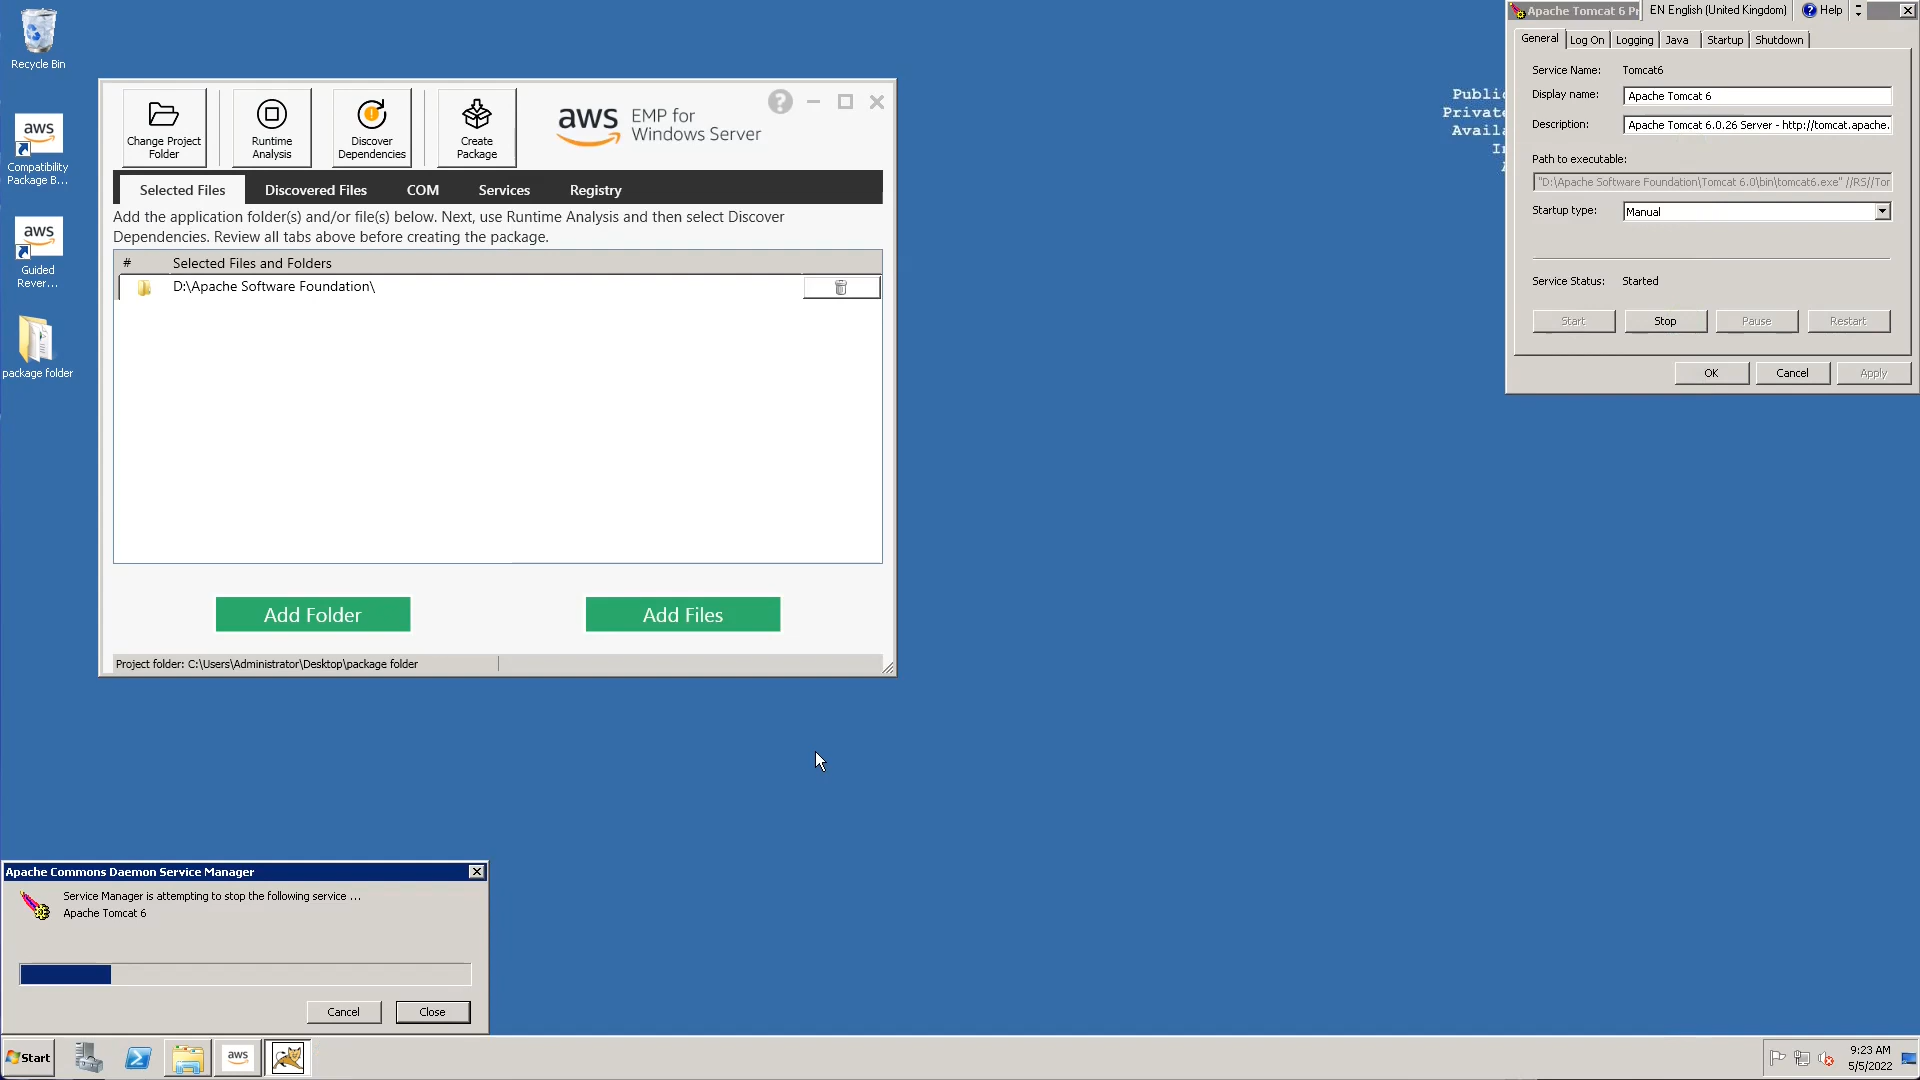 Recycle Bin
aws
Compatibility
Package B...
aws
Guided
Rever...
package folder
Change Project
Folder
Runtime
Analysis
Discover
Dependencies
Create
Package
aws
EMP for
Windows Server
?
Selected Files
Discovered Files
COM
Services
Registry
Add the application folder(s) and/or file(s) below. Next, use Runtime Analysis and then select Discover
Dependencies. Review all tabs above before creating the package.
# Selected Files and Folders
D:\Apache Software Foundation\
Add Folder
Add Files
Project folder: C:\Users\Administrator\Desktop\package folder
Public
Private
Availa
In
Apache Tomcat 6 Pr
EN English (United Kingdom)
Help
General
Log On
Logging
Java
Startup
Shutdown
Service Name: Tomcat6
Display name: Apache Tomcat 6
Description: Apache Tomcat 6.0.26 Server - http://tomcat.apache.
Path to executable:
"D:\Apache Software Foundation\Tomcat 6.0\bin\tomcat6.exe" //RS//Tor
Startup type: Manual
Service Status: Started
Start
Stop
Pause
Restart
OK
Cancel
Apply
Apache Commons Daemon Service Manager
Service Manager is attempting to stop the following service ...
Apache Tomcat 6
Cancel
Close
Start
aws
9:23 AM
5/5/2022